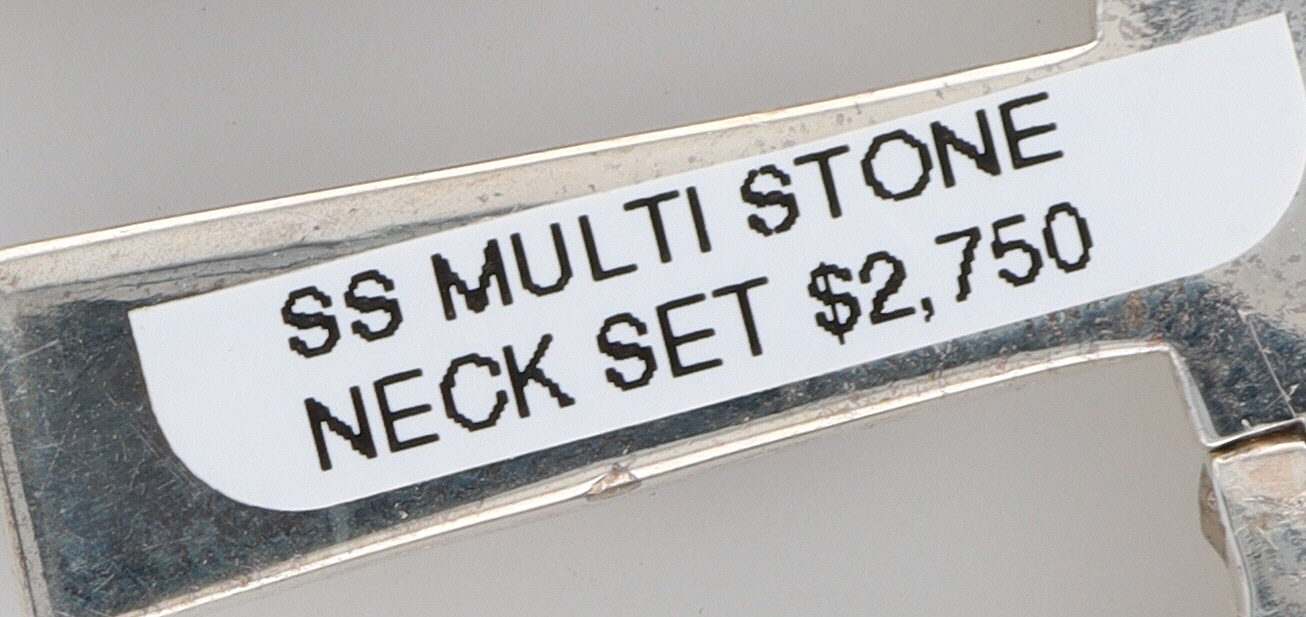 SS MULTI STONE
NECK SET $2,750